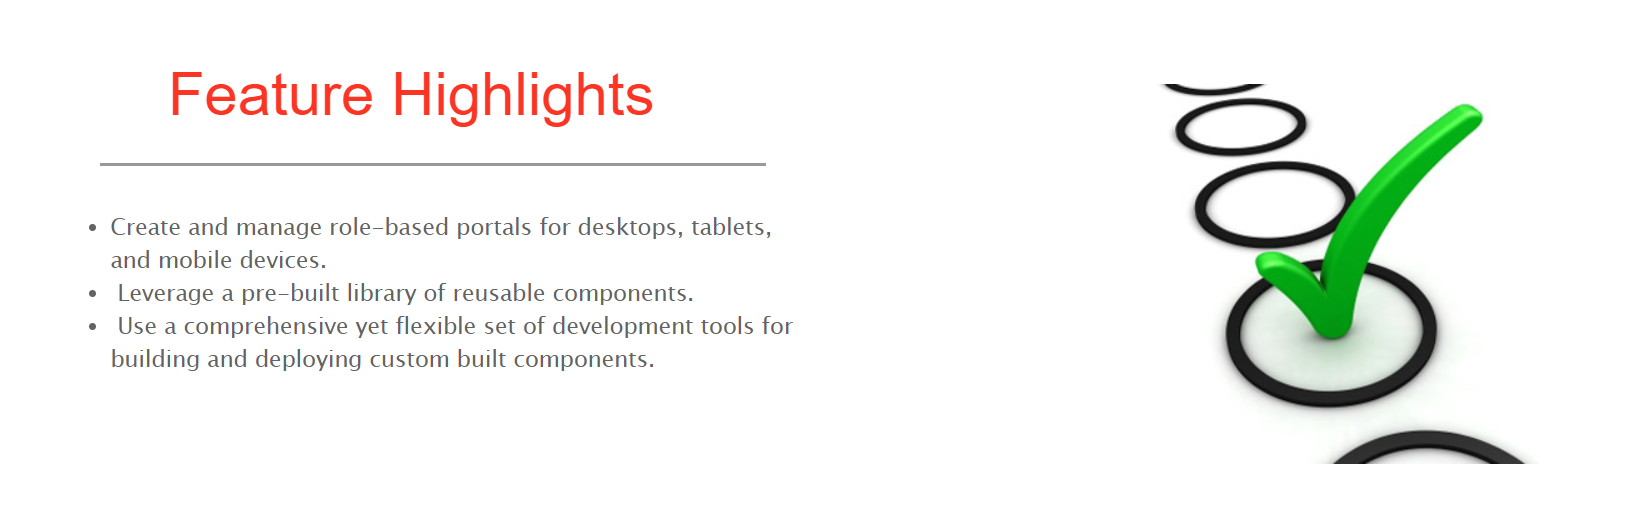 Feature Highlights
• Create and manage role-based portals for desktops, tablets,
and mobile devices.
• Leverage a pre-built library of reusable components.
• Use a comprehensive yet flexible set of development tools for
building and deploying custom built components.